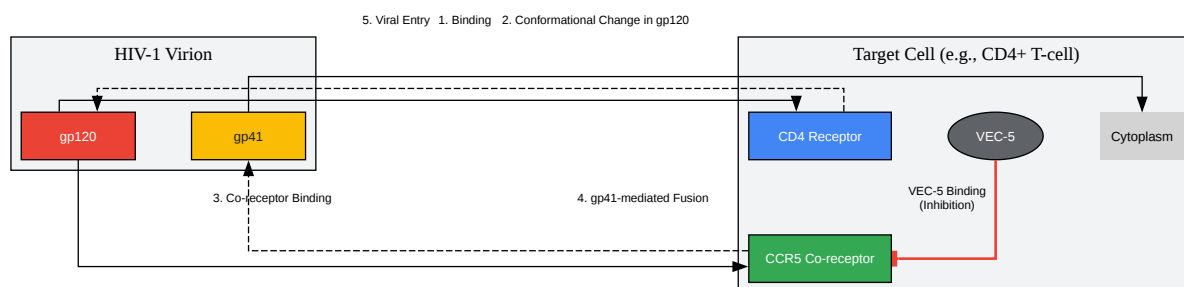 5. Viral Entry 1. Binding 2. Conformational Change in gp120
HIV-1 Virion
Target Cell (e.g., CD4+ T-cell)
gp120
gp41
CD4 Receptor
VEC-5
Cytoplasm
3. Co-receptor Binding
4. gp41-mediated Fusion
VEC-5 Binding
(Inhibition)
CCR5 Co-receptor